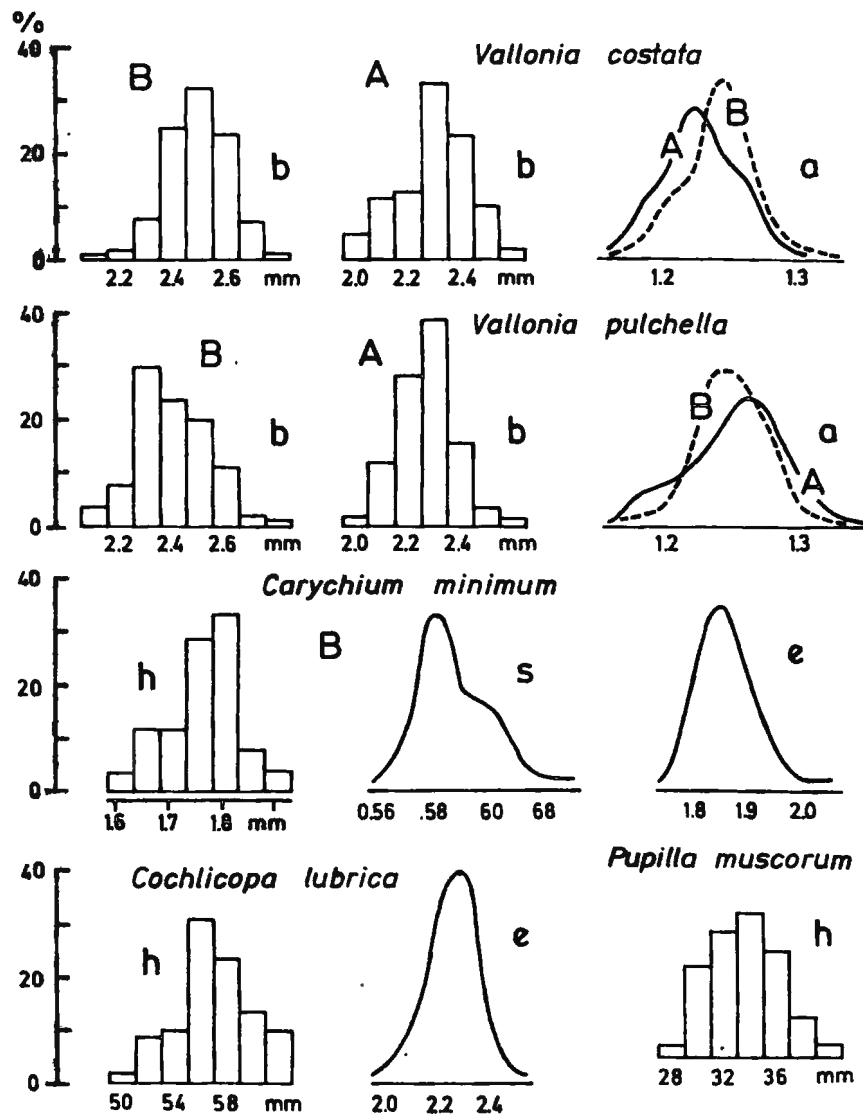 %
Vallonia costata
40
20
0
B
b
2.2 2.4 2.6 mm
A
b
2.0 2.2 2.4 mm
A
B
a
1.2 1.3
Vallonia pulchella
40
20
0
B
b
2.2 2.4 2.6 mm
A
b
2.0 2.2 2.4 mm
B
A
a
1.2 1.3
Carychium minimum
40
20
0
h
1.6 1.7 1.8 mm
B
s
0.56 .58 60 68
e
1.8 1.9 2.0
Cochlicopa lubrica
40
20
0
h
50 54 58 mm
e
2.0 2.2 2.4
Pupilla muscorum
h
28 32 36 mm